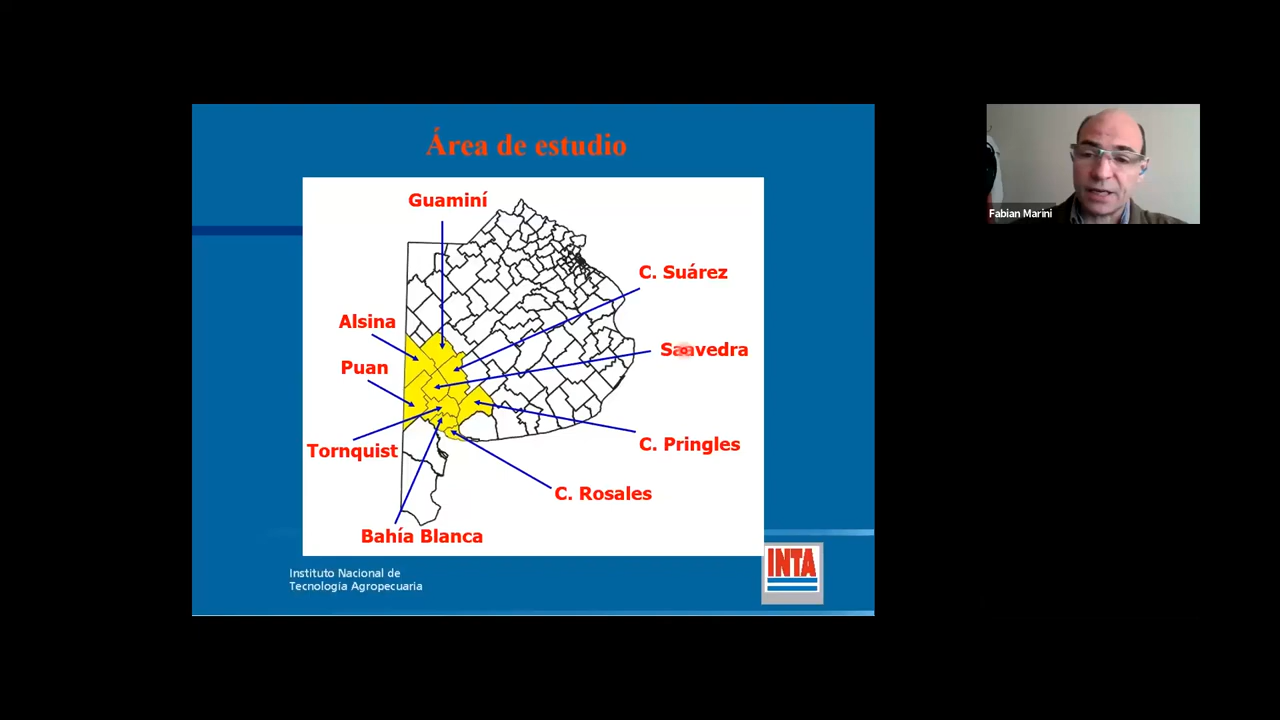 Área de estudio
Guaminí
C. Suárez
Alsina
Saavedra
Puan
C. Pringles
Tornquist
C. Rosales
Bahía Blanca
Instituto Nacional de
Tecnología Agropecuaria
INTA
Fabian Marini